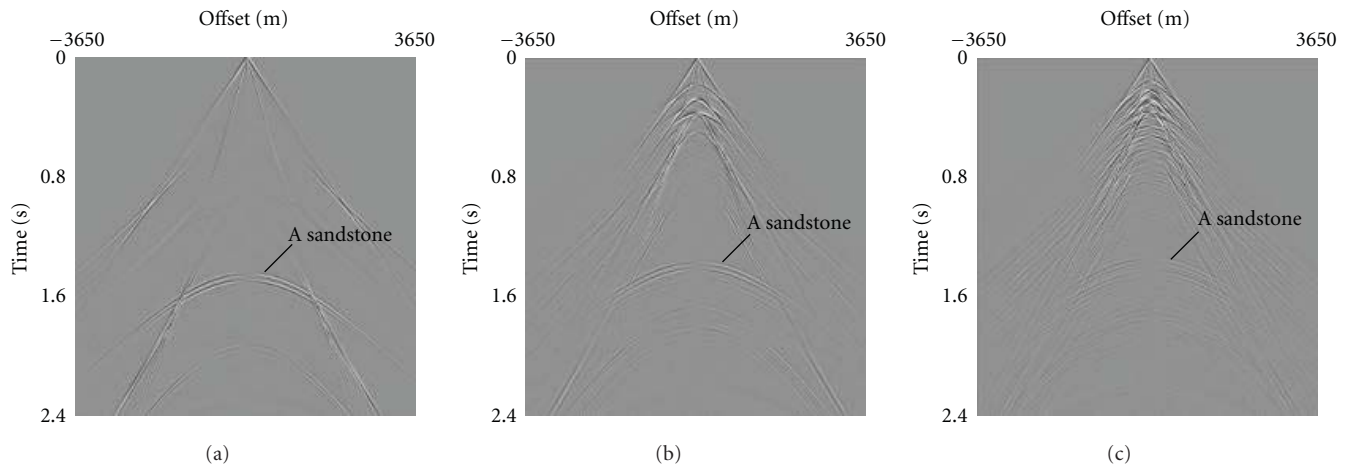 Offset (m)
−3650 3650
0
0.8
1.6
2.4
Time (s)
A sandstone
(a)
Offset (m)
−3650 3650
0
0.8
1.6
2.4
Time (s)
A sandstone
(b)
Offset (m)
−3650 3650
0
0.8
1.6
2.4
Time (s)
A sandstone
(c)